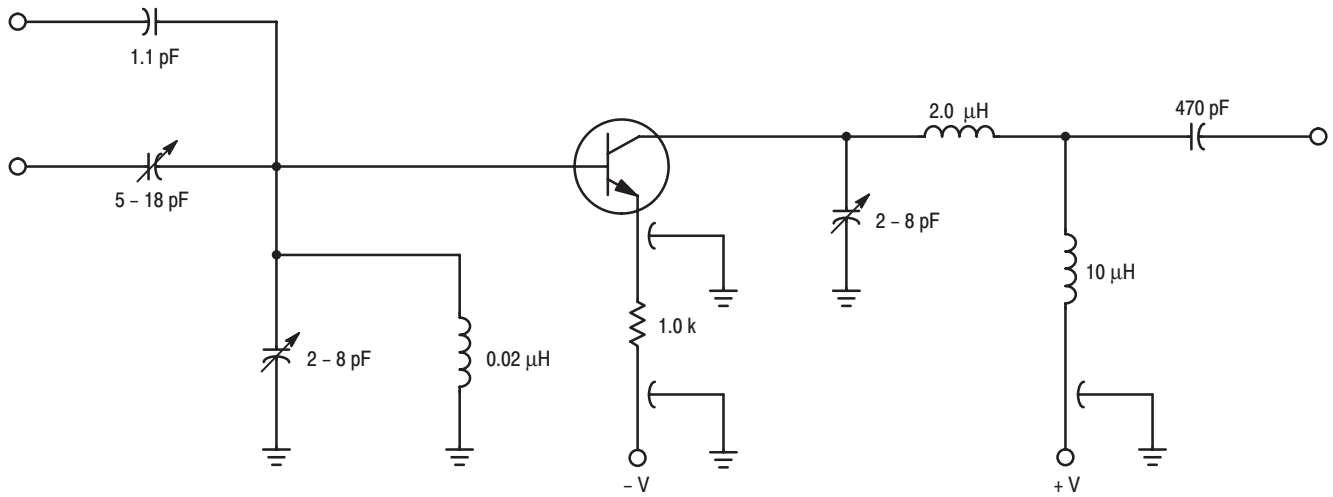 1.1 pF
2.0 μH
470 pF
5 – 18 pF
2 – 8 pF
10 μH
1.0 k
2 – 8 pF
0.02 μH
– V
+ V